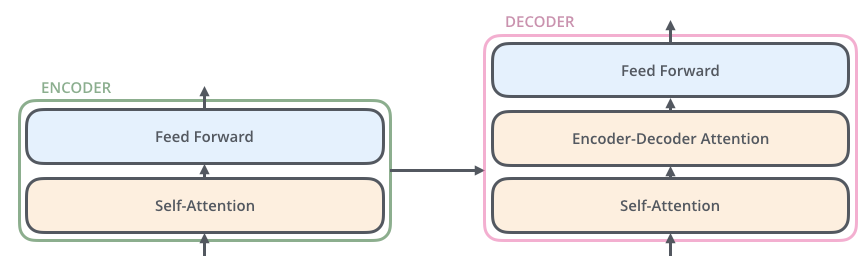 ENCODER
Feed Forward
Self-Attention
DECODER
Feed Forward
Encoder-Decoder Attention
Self-Attention